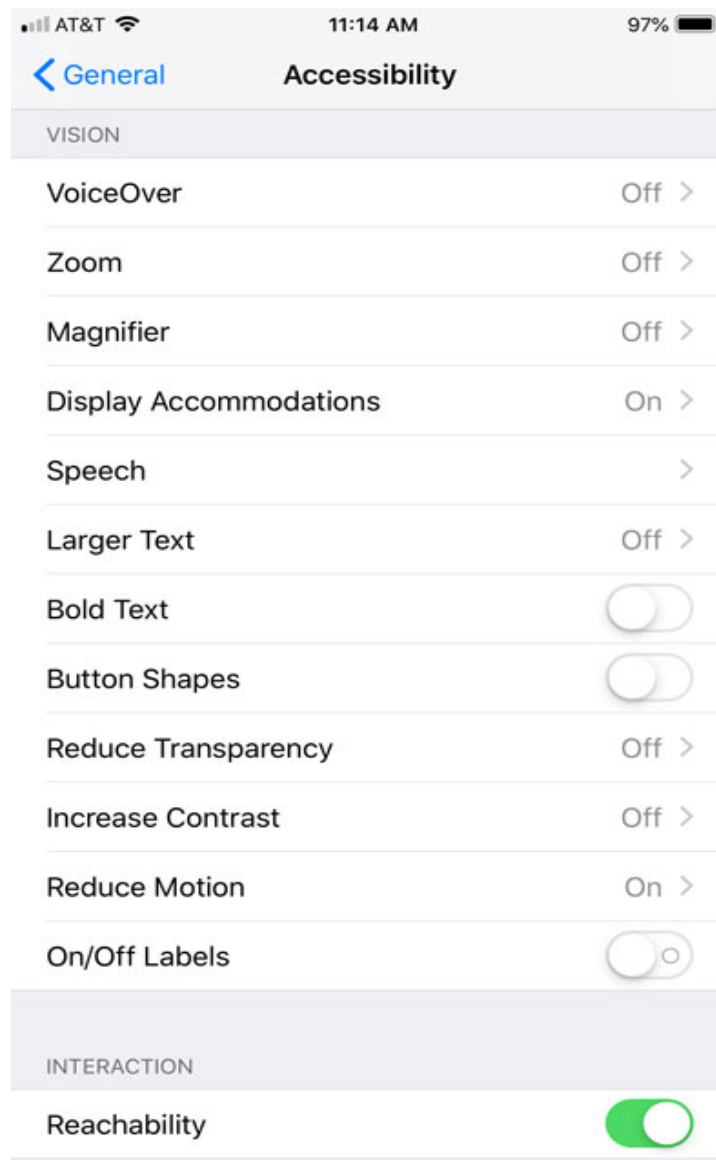 AT&T 11:14 AM 97%
General Accessibility
VISION
VoiceOver Off
Zoom Off
Magnifier Off
Display Accommodations On
Speech
Larger Text Off
Bold Text
Button Shapes
Reduce Transparency Off
Increase Contrast Off
Reduce Motion On
On/Off Labels
INTERACTION
Reachability